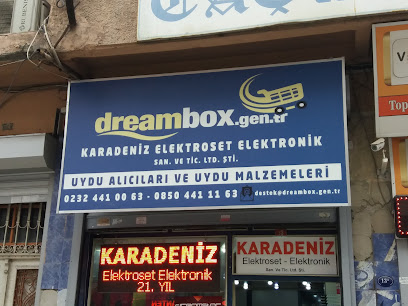 dreambox.gen.tr
KARADENİZ ELEKTROSET ELEKTRONİK
SAN. VE TİC. LTD. ŞTİ.
UYDU ALICILARI VE UYDU MALZEMELERİ
0232 441 00 63 - 0850 441 11 63 destek@dreambox.gen.tr
KARADENİZ
Elektroset Elektronik
21. YIL
KARADENİZ
Elektroset - Elektronik
San. Ve Tic. Ltd. Şti.
V
Top